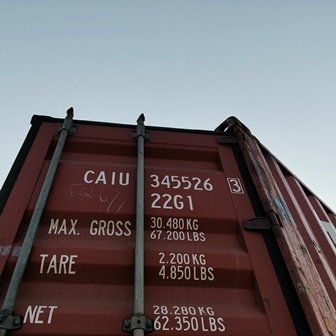 CAIU 345526 3
22G1
MAX. GROSS 30.480 KG
67.200 LBS
TARE 2.200 KG
4.850 LBS
NET 28.280 KG
62.350 LBS